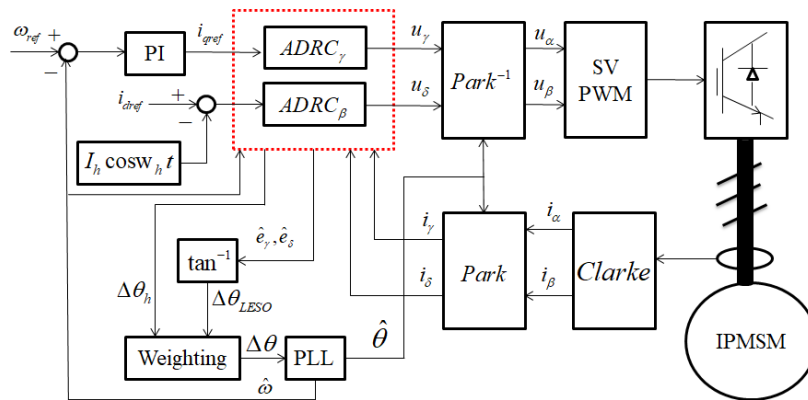 ω_ref + −
PI
i_qref
ADRC_γ
u_γ
Park⁻¹
u_α
SV
PWM
i_dref + −
ADRC_β
u_δ
u_β
I_h cosw_h t
Δθ_h
tan⁻¹
ê_γ, ê_δ
Δθ_LESO
i_γ
i_δ
Park
i_α
i_β
Clarke
IPMSM
Weighting
Δθ
PLL
θ̂
ω̂